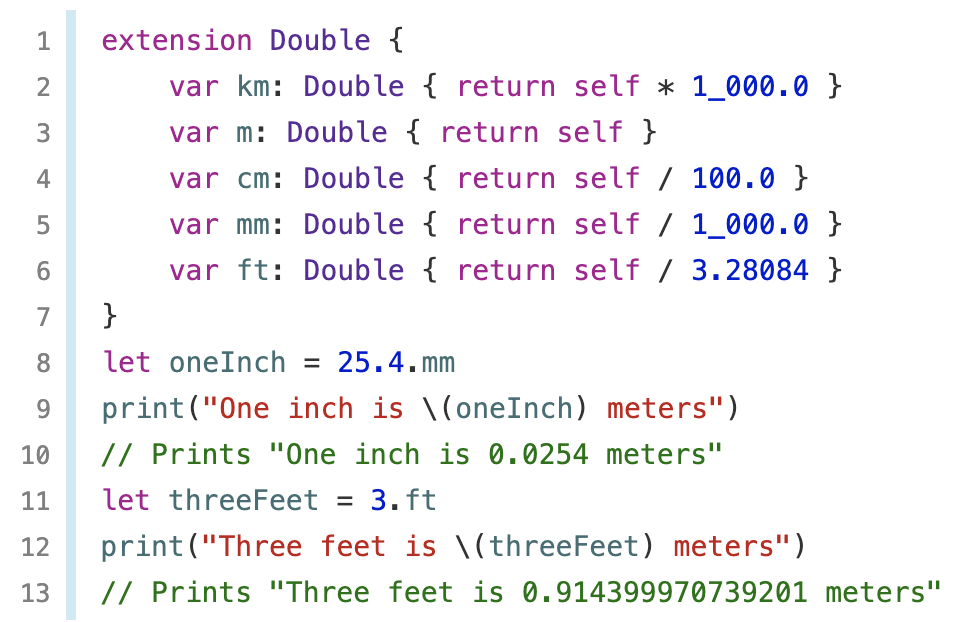 1 extension Double {
2     var km: Double { return self * 1_000.0 }
3     var m: Double { return self }
4     var cm: Double { return self / 100.0 }
5     var mm: Double { return self / 1_000.0 }
6     var ft: Double { return self / 3.28084 }
7 }
8 let oneInch = 25.4.mm
9 print("One inch is \(oneInch) meters")
10 // Prints "One inch is 0.0254 meters"
11 let threeFeet = 3.ft
12 print("Three feet is \(threeFeet) meters")
13 // Prints "Three feet is 0.914399970739201 meters"